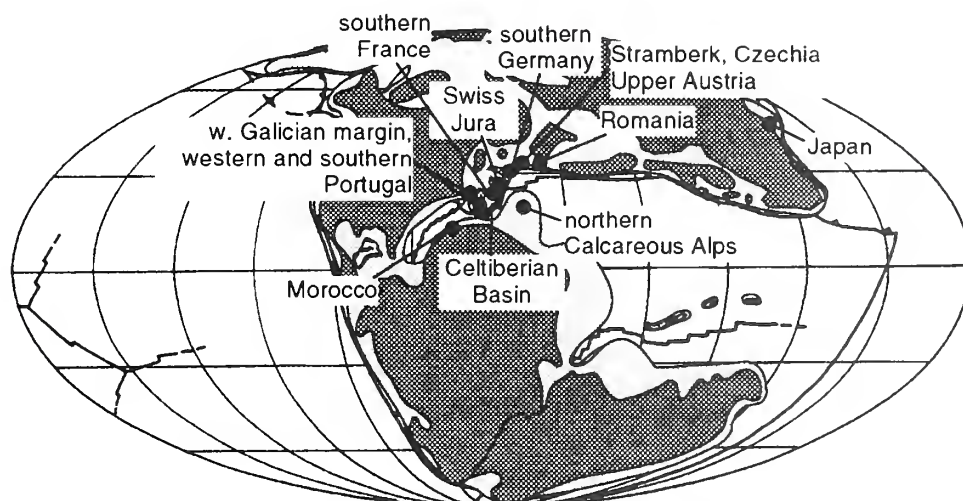 southern
France
southern
Germany
Stramberk, Czechia
Upper Austria
Swiss
Jura
Romania
w. Galician margin,
western and southern
Portugal
Japan
northern
Calcareous Alps
Morocco
Celtiberian
Basin